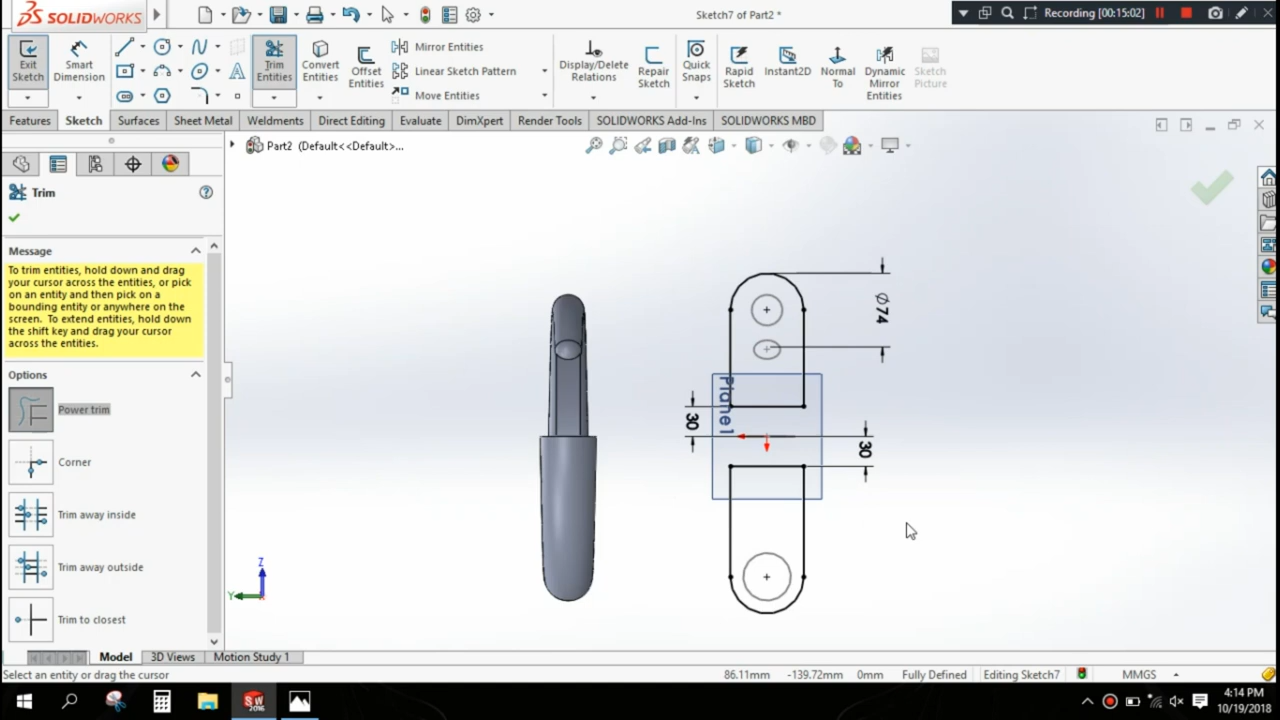 SOLIDWORKS
Sketch7 of Part2 *
Recording [00:15:02]
Exit Sketch
Smart Dimension
Trim Entities
Convert Entities
Offset Entities
Mirror Entities
Linear Sketch Pattern
Move Entities
Display/Delete Relations
Repair Sketch
Quick Snaps
Rapid Sketch
Instant2D
Normal To
Dynamic Mirror Entities
Sketch Picture
Features Sketch Surfaces Sheet Metal Weldments Direct Editing Evaluate DimXpert Render Tools SOLIDWORKS Add-Ins SOLIDWORKS MBD
Part2 (Default<<Default>...
Trim
Message
To trim entities, hold down and drag
your cursor across the entities, or pick
on an entity and then pick on a
bounding entity or anywhere on the
screen. To extend entities, hold down
the shift key and drag your cursor
across the entities.
Options
Power trim
Corner
Trim away inside
Trim away outside
Trim to closest
Ø74
Plane1
30
30
Z
Y
Model 3D Views Motion Study 1
Select an entity or drag the cursor
86.11mm -139.72mm 0mm Fully Defined Editing Sketch7 MMGS
SW
2016
4:14 PM
10/19/2018